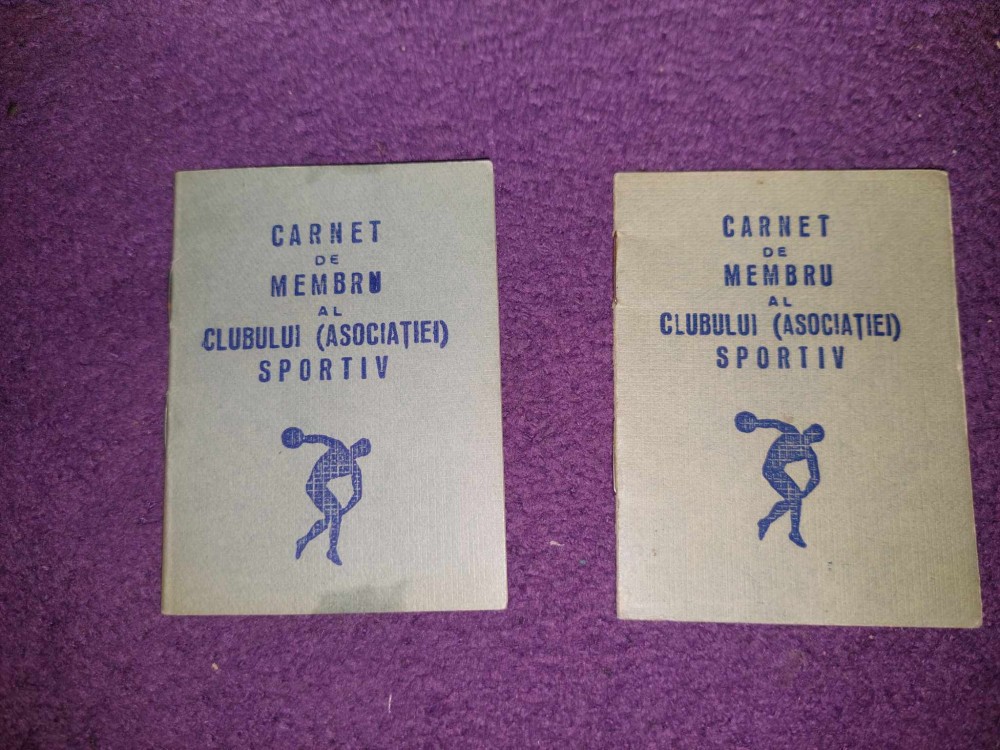 CARNET
DE
MEMBRU
AL
CLUBULUI (ASOCIAȚIEI)
SPORTIV
CARNET
DE
MEMBRU
AL
CLUBULUI (ASOCIAȚIEI)
SPORTIV